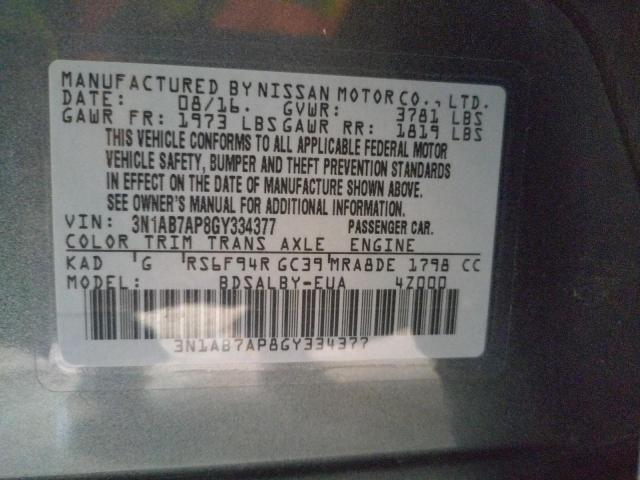 MANUFACTURED BY NISSAN MOTOR CO., LTD.
DATE: 08/16. GVWR: 3781 LBS
GAWR FR: 1973 LBS GAWR RR: 1819 LBS
THIS VEHICLE CONFORMS TO ALL APPLICABLE FEDERAL MOTOR
VEHICLE SAFETY, BUMPER AND THEFT PREVENTION STANDARDS
IN EFFECT ON THE DATE OF MANUFACTURE SHOWN ABOVE.
SEE OWNER'S MANUAL FOR ADDITIONAL INFORMATION.
VIN: 3N1AB7AP8GY334377 PASSENGER CAR.
COLOR TRIM TRANS AXLE ENGINE
KAD G RS6F94R GC39 MRA8DE 1798 CC
MODEL: BDSALBY-EUA 4Z000
3N1AB7AP8GY334377